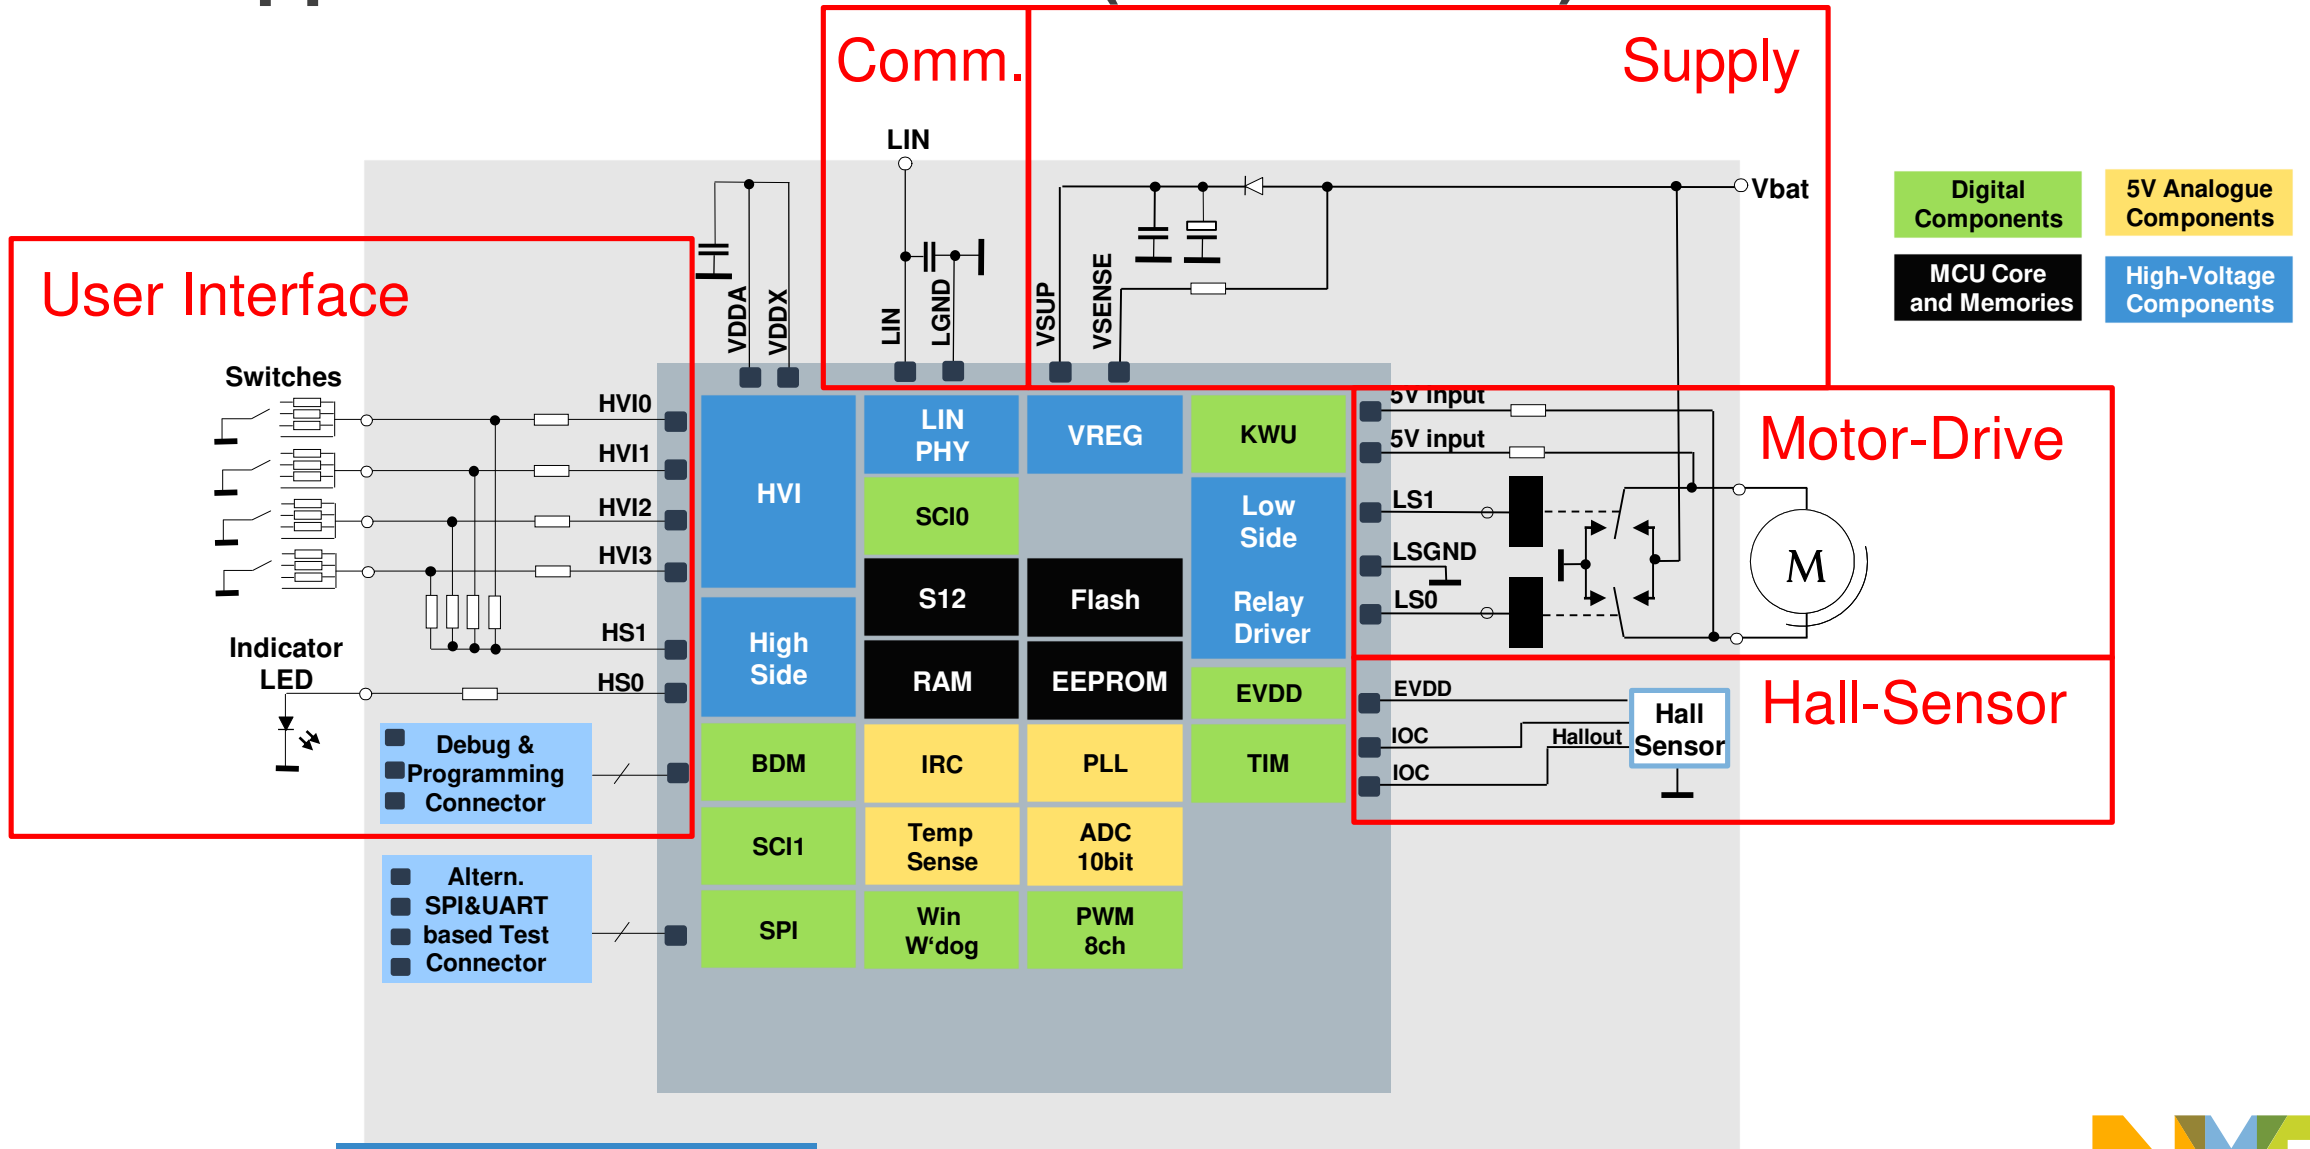 Comm.
Supply
LIN
Vbat
Digital
Components
5V Analogue
Components
MCU Core
and Memories
High-Voltage
Components
User Interface
VDDA
VDDX
LIN
LGND
VSUP
VSENSE
Switches
HVI0
HVI1
HVI2
HVI3
HS1
HS0
Indicator
LED
Debug &
Programming
Connector
Altern.
SPI&UART
based Test
Connector
HVI
LIN
PHY
VREG
KWU
SCI0
Low
Side
Relay
Driver
S12
Flash
High
Side
RAM
EEPROM
EVDD
BDM
IRC
PLL
TIM
SCI1
Temp
Sense
ADC
10bit
SPI
Win
W‘dog
PWM
8ch
5V input
5V input
LS1
LSGND
LS0
Motor-Drive
M
EVDD
IOC
Hallout
IOC
Hall
Sensor
Hall-Sensor